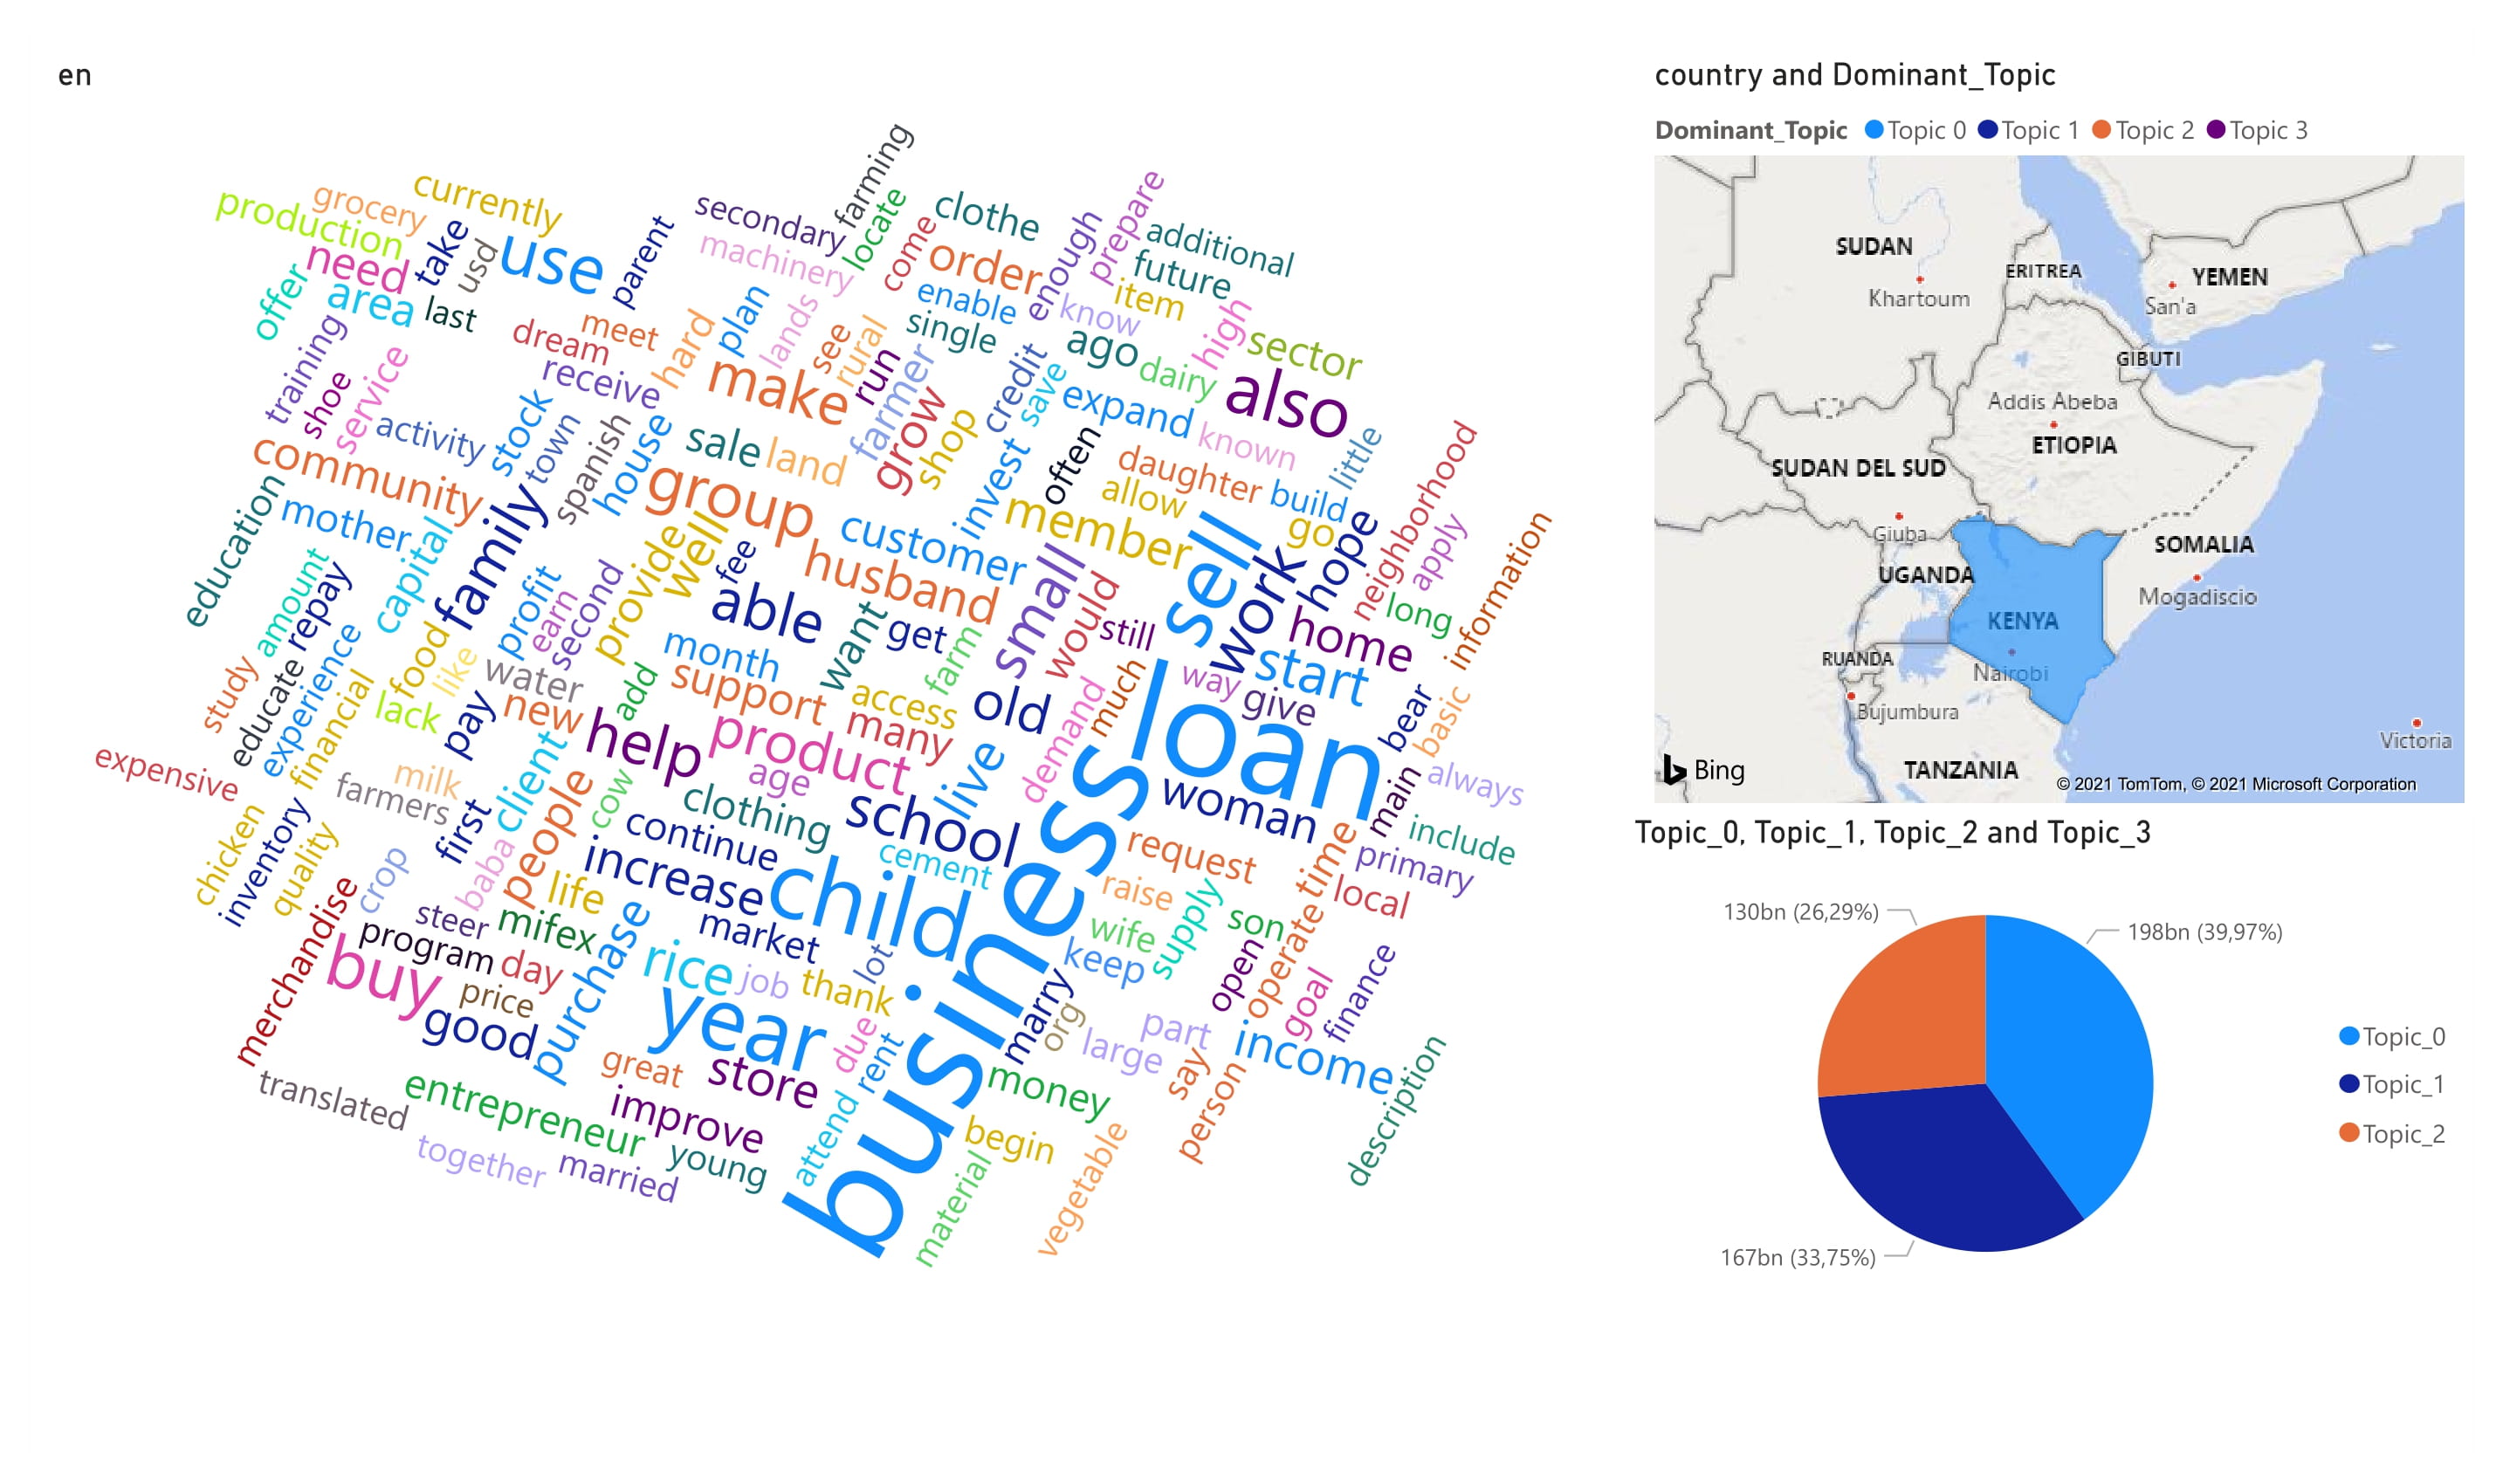 en
farming
currently
grocery
production
take
usd
use
parent
need
offer
area
last
secondary
machinery
locate
come
clothe
order
enough
prepare
additional
future
item
enable
know
single
high
sector
training
shoe
service
dream
meet
receive
hard
plan
lands
see
rural
run
make
farmer
grow
shop
credit
save
ago
dairy
expand
also
known
little
activity
stock
town
spanish
house
sale
land
community
education
mother
capital
family
group
customer
invest
often
daughter
allow
build
member
go
neighborhood
apply
information
amount
repay
profit
earn
second
provide
well
fee
husband
able
small
would
sell
work
hope
long
home
study
educate
experience
financial
food
like
lack
water
pay
new
add
month
support
want
get
farm
access
many
old
still
much
way
give
start
expensive
milk
farmers
first
client
people
cow
help
product
age
clothing
school
live
demand
loan
woman
bear
basic
main
always
include
chicken
inventory
quality
crop
baba
life
continue
increase
cement
child
business
request
raise
time
primary
local
merchandise
steer
mifex
program
day
buy
price
good
purchase
market
rice
job
thank
lot
year
wife
supply
keep
son
open
operate
goal
finance
marry
org
part
large
income
say
person
description
translated
entrepreneur
together
married
great
store
improve
young
due
rent
attend
money
begin
material
vegetable
country and Dominant_Topic
Dominant_Topic Topic 0 Topic 1 Topic 2 Topic 3
SUDAN
Khartoum
ERITREA
YEMEN
San'a
GIBUTI
Addis Abeba
ETIOPIA
SUDAN DEL SUD
Giuba
SOMALIA
UGANDA
Mogadiscio
KENYA
RUANDA
Nairobi
Bujumbura
Victoria
TANZANIA
Bing
© 2021 TomTom, © 2021 Microsoft Corporation
Topic_0, Topic_1, Topic_2 and Topic_3
130bn (26,29%)
198bn (39,97%)
167bn (33,75%)
Topic_0
Topic_1
Topic_2